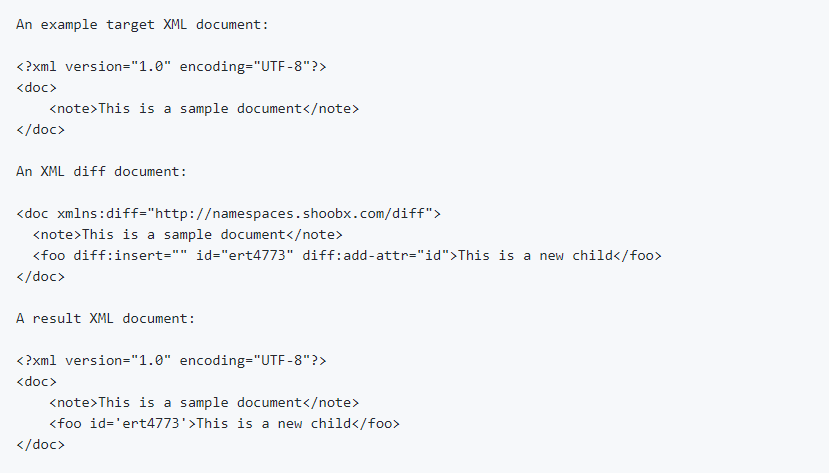 An example target XML document:
<?xml version="1.0" encoding="UTF-8"?>
<doc>
    <note>This is a sample document</note>
</doc>
An XML diff document:
<doc xmlns:diff="http://namespaces.shoobx.com/diff">
  <note>This is a sample document</note>
  <foo diff:insert="" id="ert4773" diff:add-attr="id">This is a new child</foo>
</doc>
A result XML document:
<?xml version="1.0" encoding="UTF-8"?>
<doc>
    <note>This is a sample document</note>
    <foo id='ert4773'>This is a new child</foo>
</doc>